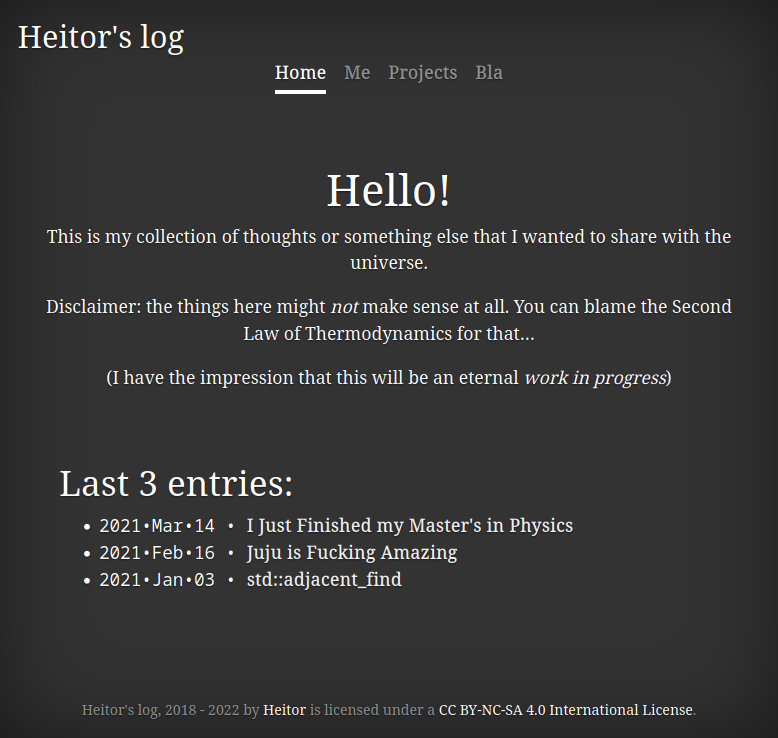 Heitor's log
Home Me Projects Bla
Hello!
This is my collection of thoughts or something else that I wanted to share with the
universe.
Disclaimer: the things here might not make sense at all. You can blame the Second
Law of Thermodynamics for that...
(I have the impression that this will be an eternal work in progress)
Last 3 entries:
• 2021•Mar•14 • I Just Finished my Master's in Physics
• 2021•Feb•16 • Juju is Fucking Amazing
• 2021•Jan•03 • std::adjacent_find
Heitor's log, 2018 - 2022 by Heitor is licensed under a CC BY-NC-SA 4.0 International License.